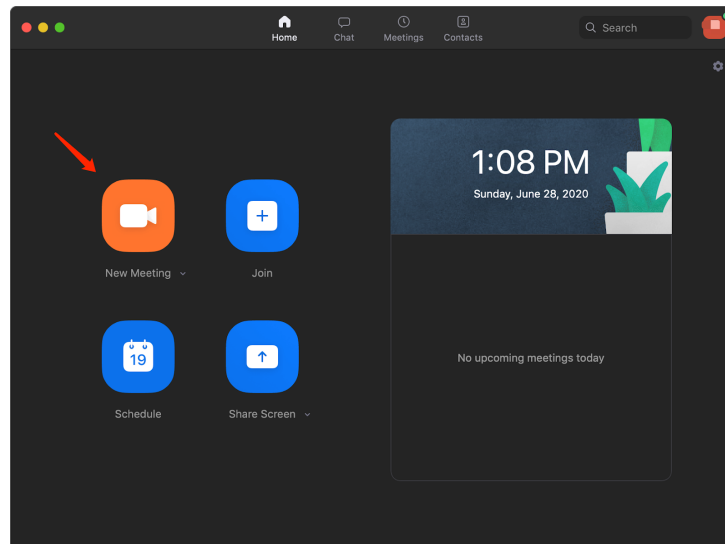 Home
Chat
Meetings
Contacts
Search
1:08 PM
Sunday, June 28, 2020
New Meeting
Join
19
Schedule
Share Screen
No upcoming meetings today